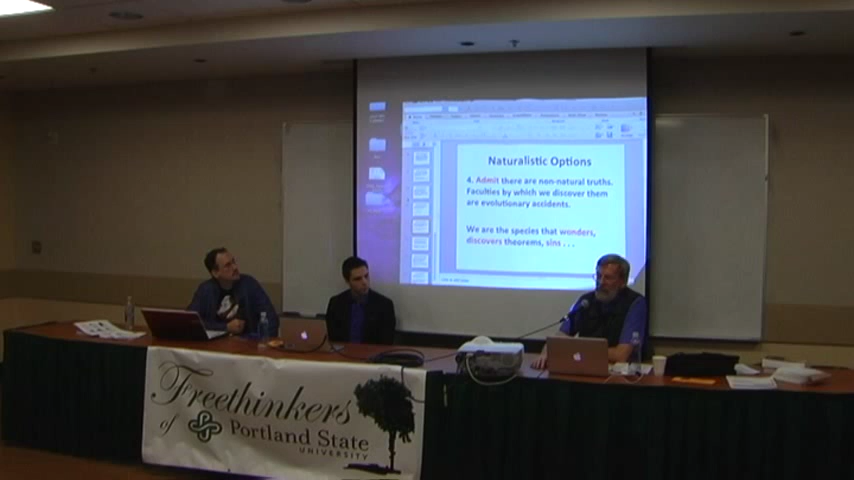 Naturalistic Options
4. Admit there are non-natural truths.
Faculties by which we discover them
are evolutionary accidents.
We are the species that wonders,
discovers theorems, sins . . .
Freethinkers
of Portland State
UNIVERSITY